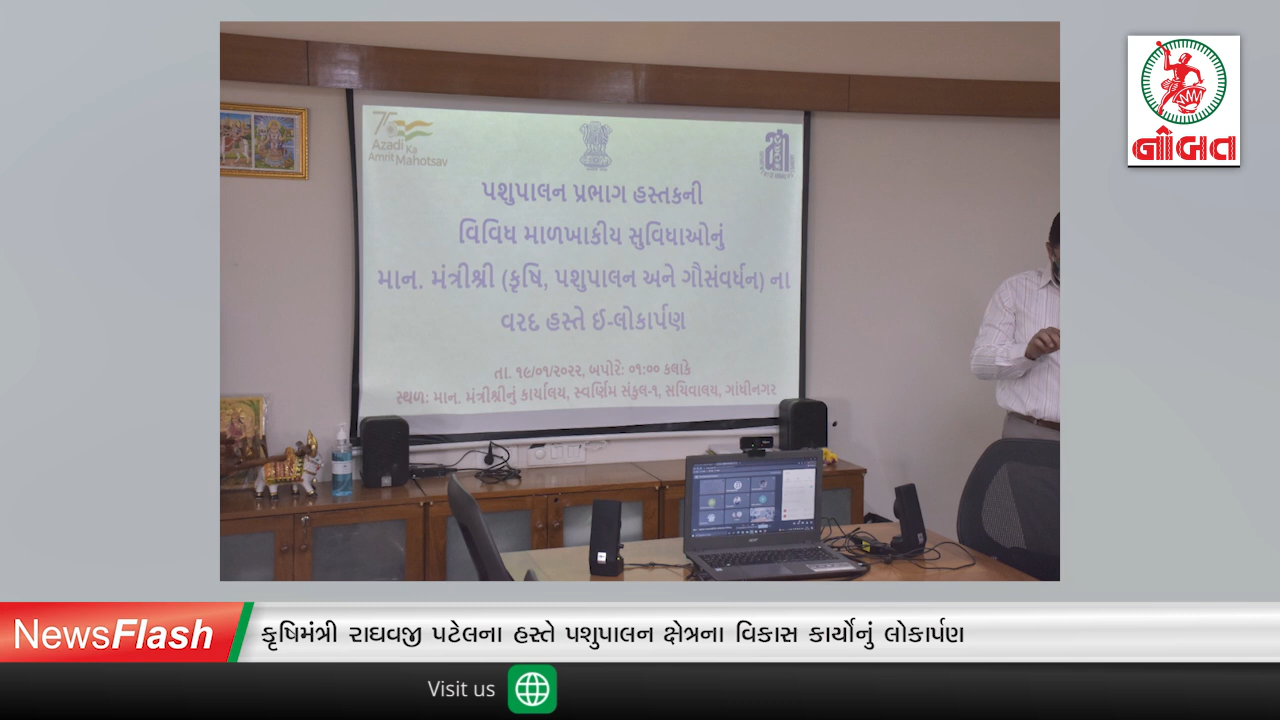 75
Azadi Ka
Amrit Mahotsav
પશુપાલન પ્રભાગ હસ્તકની
વિવિધ માળખાકીય સુવિધાઓનું
માન. મંત્રીશ્રી (કૃષિ, પશુપાલન અને ગૌસંવર્ધન) ના
વરદ હસ્તે ઈ-લોકાર્પણ
તા. ૧૯/૦૧/૨૦૨૨, બપોરે: ૦૧:૦૦ કલાકે
સ્થળ: માન. મંત્રીશ્રીનું કાર્યાલય, સ્વર્ણિમ સંકુલ-૧, સચિવાલય, ગાંધીનગર
NW
નોબત
NewsFlash
કૃષિમંત્રી રાઘવજી પટેલના હસ્તે પશુપાલન ક્ષેત્રના વિકાસ કાર્યોનું લોકાર્પણ
Visit us